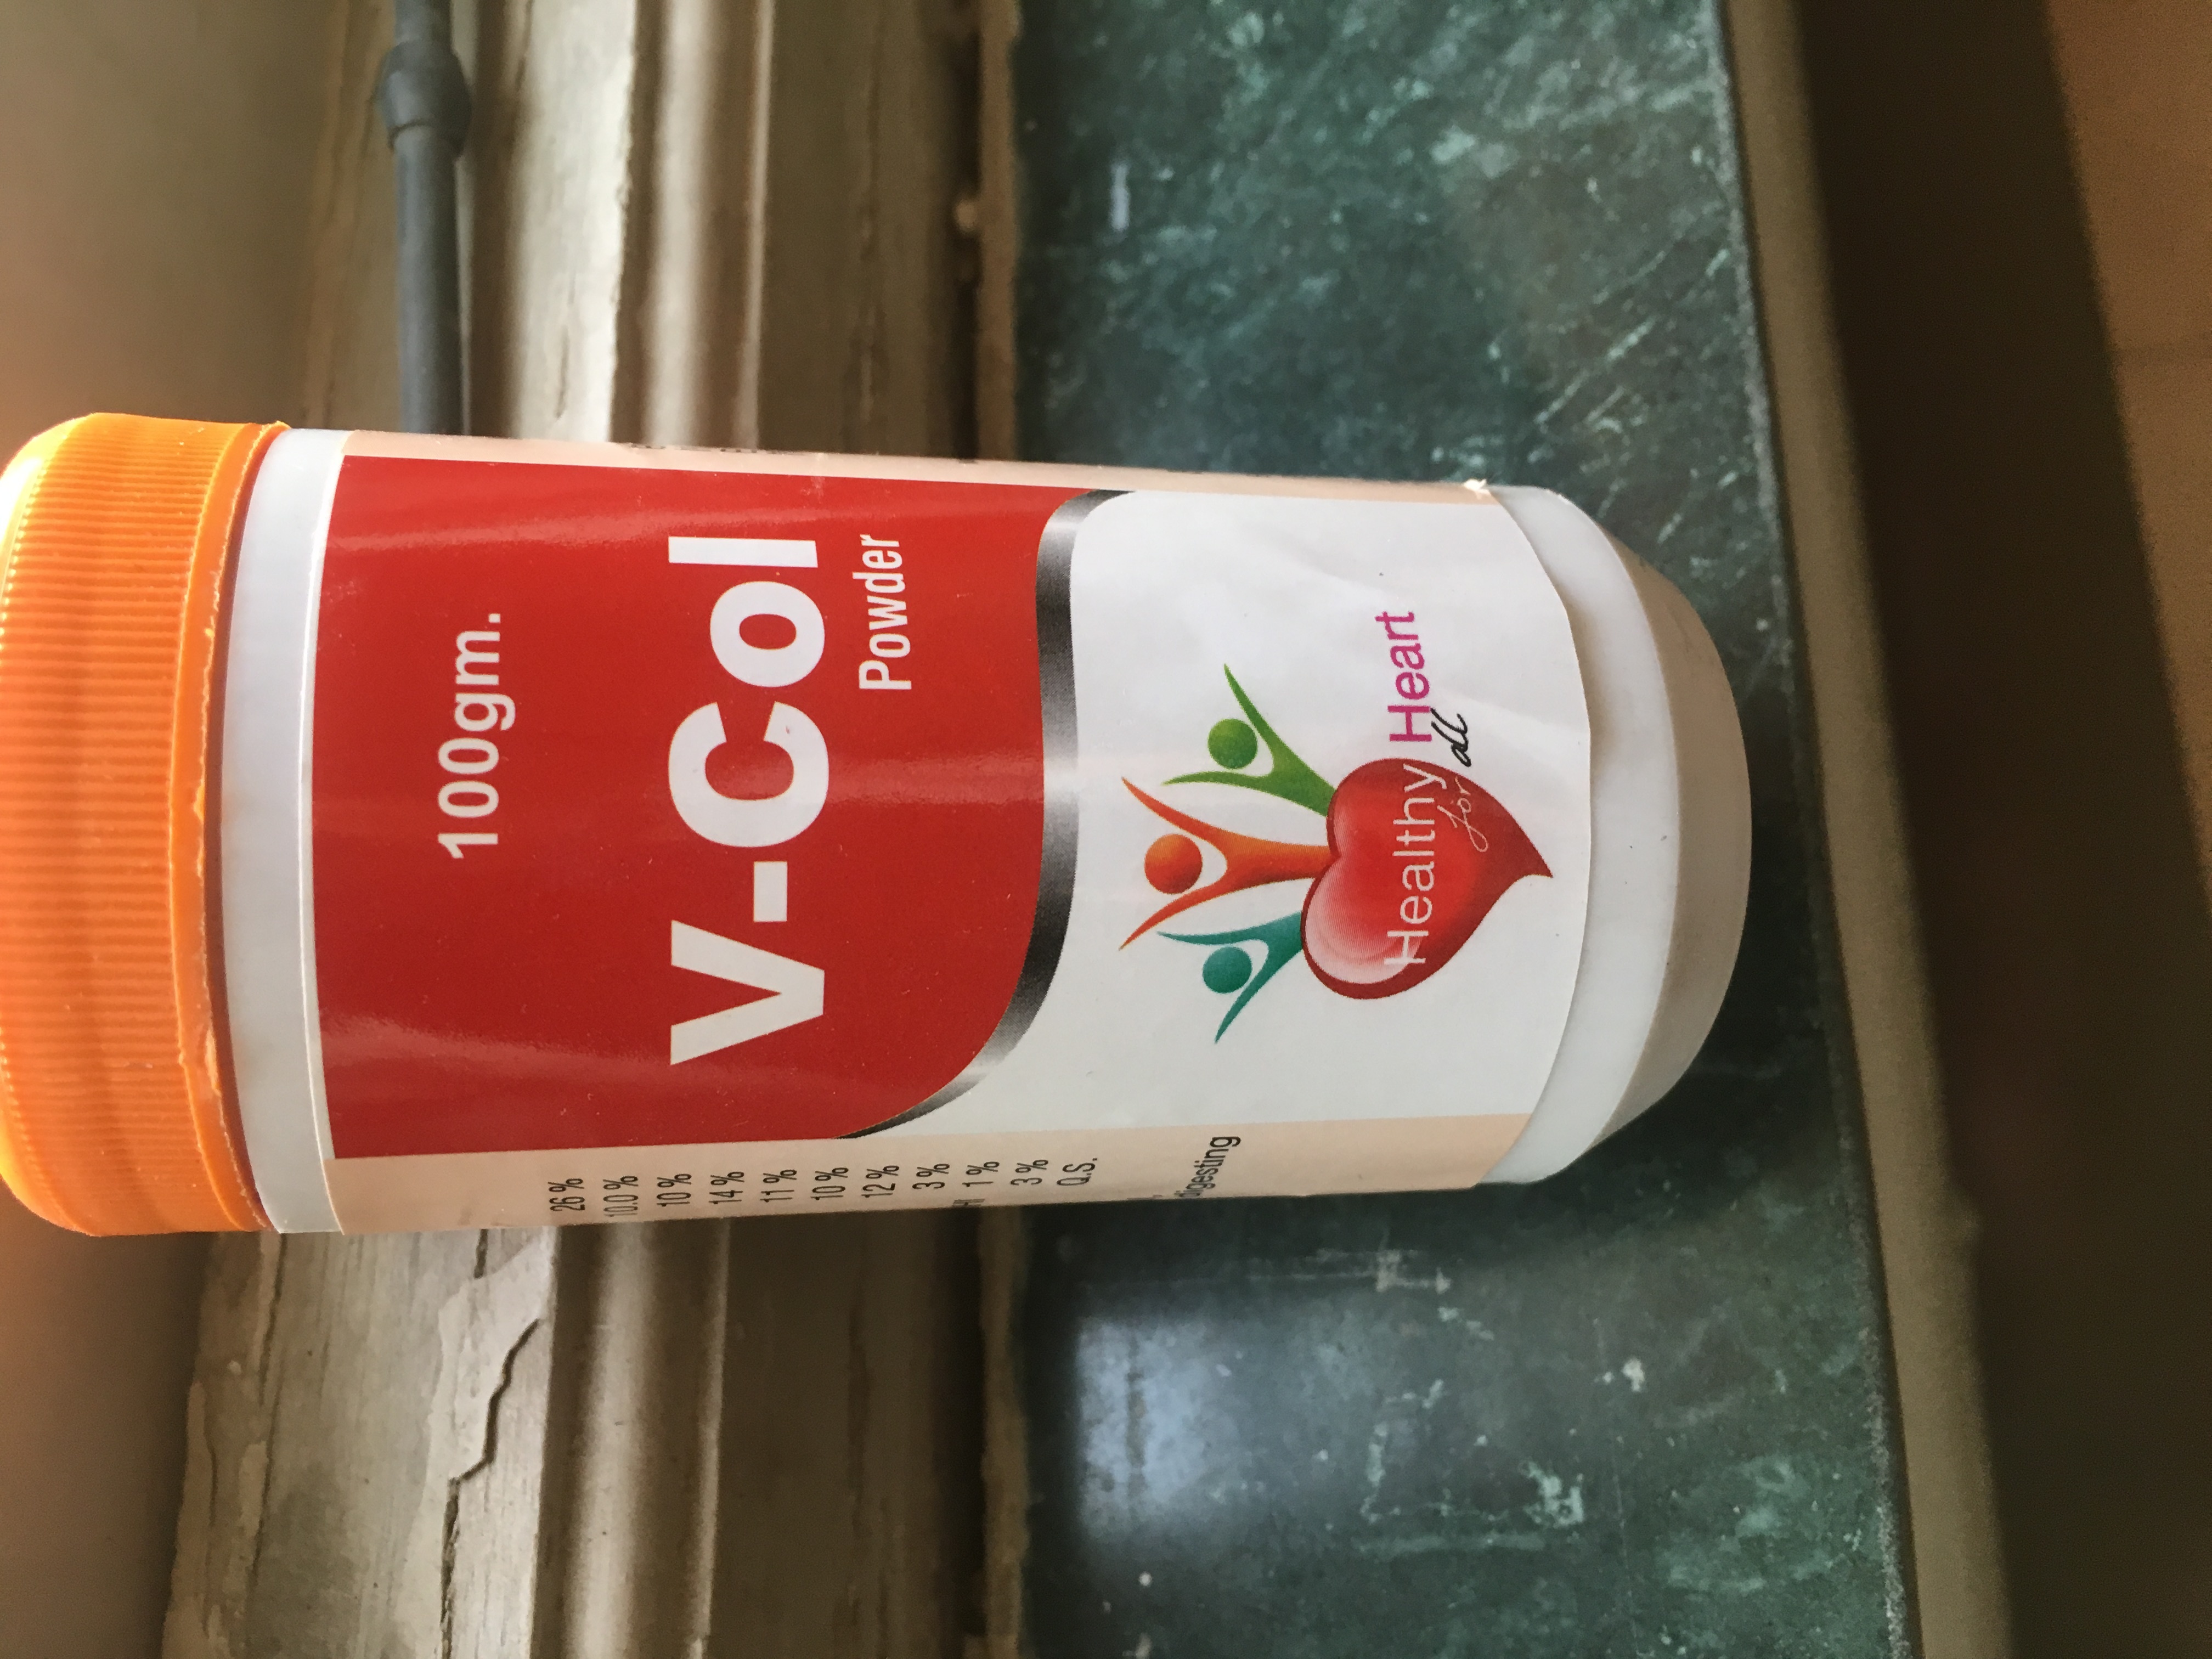 100gm.
V-Col
Powder
Healthy Heart
for all
26 %
10.0 %
10 %
14 %
11 %
10 %
12 %
3 %
1 %
3 %
Q.S.
digesting